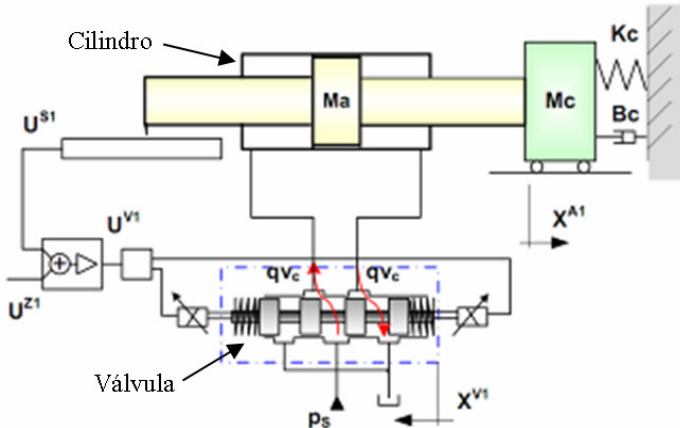 Cilindro
Kc
Ma
Mc
Bc
U^S1
X^A1
U^V1
qv_c
qv_c
U^Z1
Válvula
p_S
X^V1